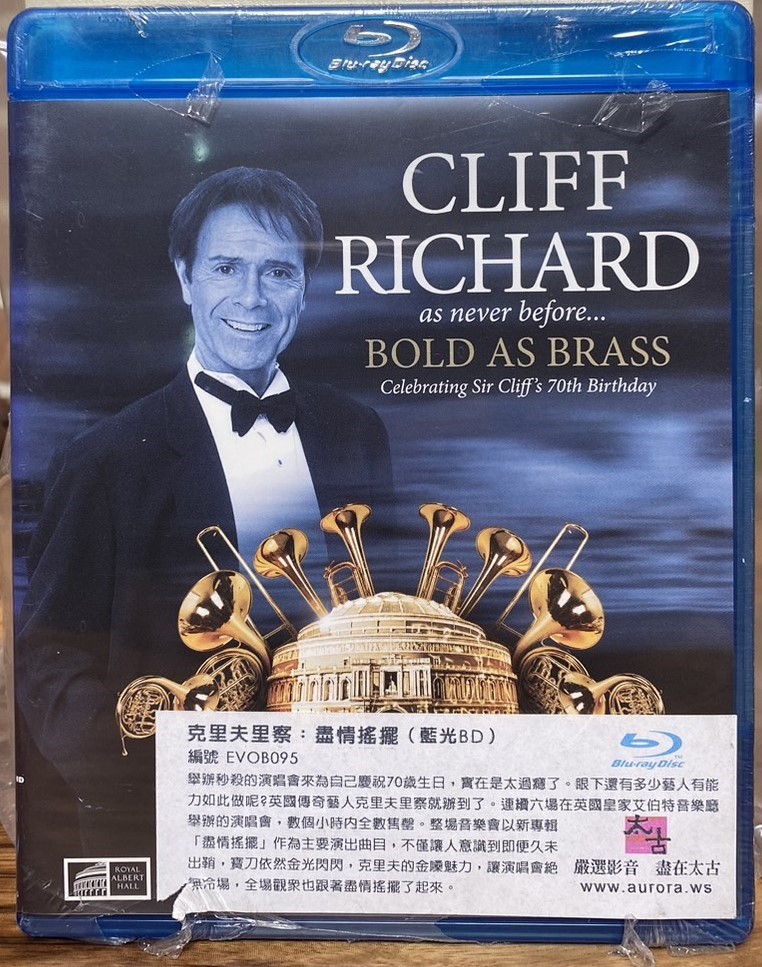 Blu-ray Disc
CLIFF
RICHARD
as never before...
BOLD AS BRASS
Celebrating Sir Cliff's 70th Birthday
克里夫里察：盡情搖擺（藍光BD）
編號 EVOB095
Blu-ray Disc
舉辦秒殺的演唱會來為自己慶祝70歲生日，實在是太過癮了。眼下還有多少藝人有能
力如此做呢?英國傳奇藝人克里夫里察就辦到了。連續六場在英國皇家艾伯特音樂廳
舉辦的演唱會，數個小時內全數售罄。整場音樂會以新專輯
「盡情搖擺」作為主要演出曲目，不僅讓人意識到即便久未
出鞘，寶刀依然金光閃閃，克里夫的金嗓魅力，讓演唱會絕
無冷場，全場觀眾也跟著盡情搖擺了起來。
太古
嚴選影音 盡在太古
www.aurora.ws
ROYAL
ALBERT
HALL